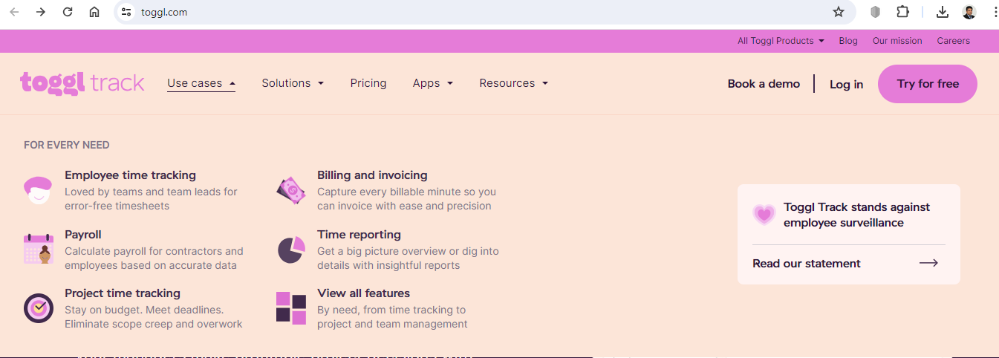 toggl.com
All Toggl Products Blog Our mission Careers
toggl track Use cases Solutions Pricing Apps Resources Book a demo Log in Try for free
FOR EVERY NEED
Employee time tracking
Loved by teams and team leads for
error-free timesheets
Billing and invoicing
Capture every billable minute so you
can invoice with ease and precision
Payroll
Calculate payroll for contractors and
employees based on accurate data
Time reporting
Get a big picture overview or dig into
details with insightful reports
Project time tracking
Stay on budget. Meet deadlines.
Eliminate scope creep and overwork
View all features
By need, from time tracking to
project and team management
Toggl Track stands against
employee surveillance
Read our statement